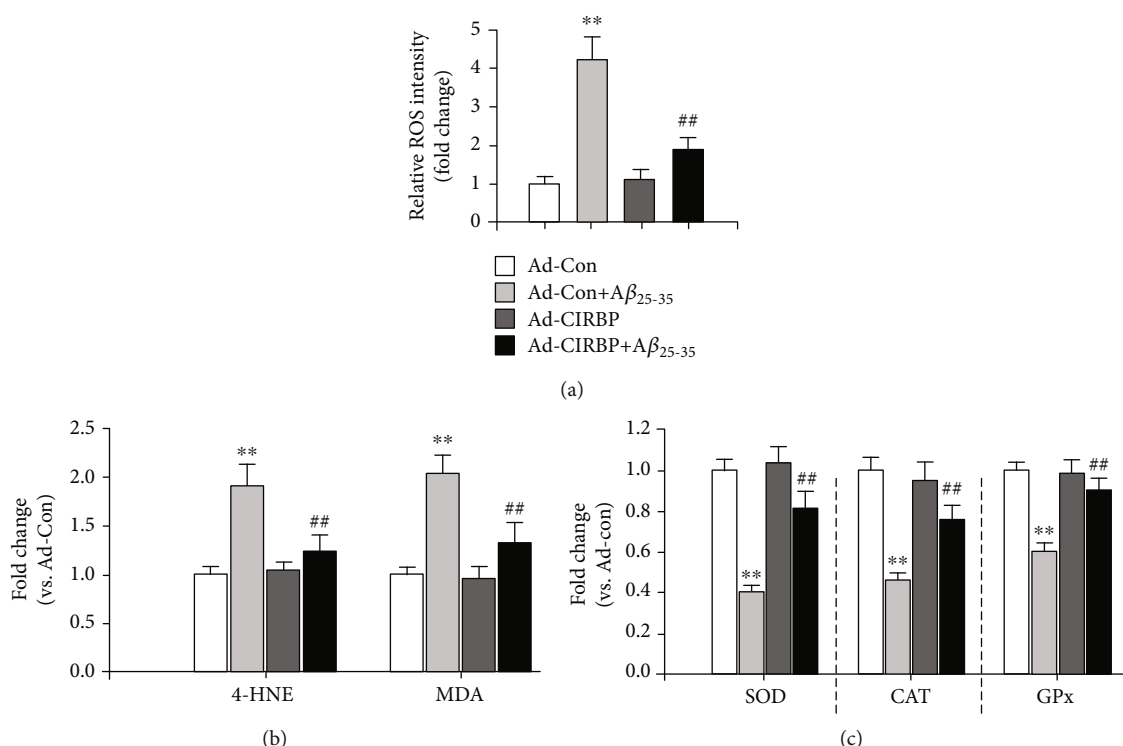 Relative ROS intensity
(fold change)
5
4
3
2
1
0
**
##
Ad-Con
Ad-Con+Aβ25-35
Ad-CIRBP
Ad-CIRBP+Aβ25-35
(a)
Fold change
(vs. Ad-Con)
2.5
2.0
1.5
1.0
0.5
0.0
**
##
**
##
4-HNE
MDA
(b)
Fold change
(vs. Ad-con)
1.2
1.0
0.8
0.6
0.4
0.2
0.0
**
##
**
##
**
##
SOD
CAT
GPx
(c)